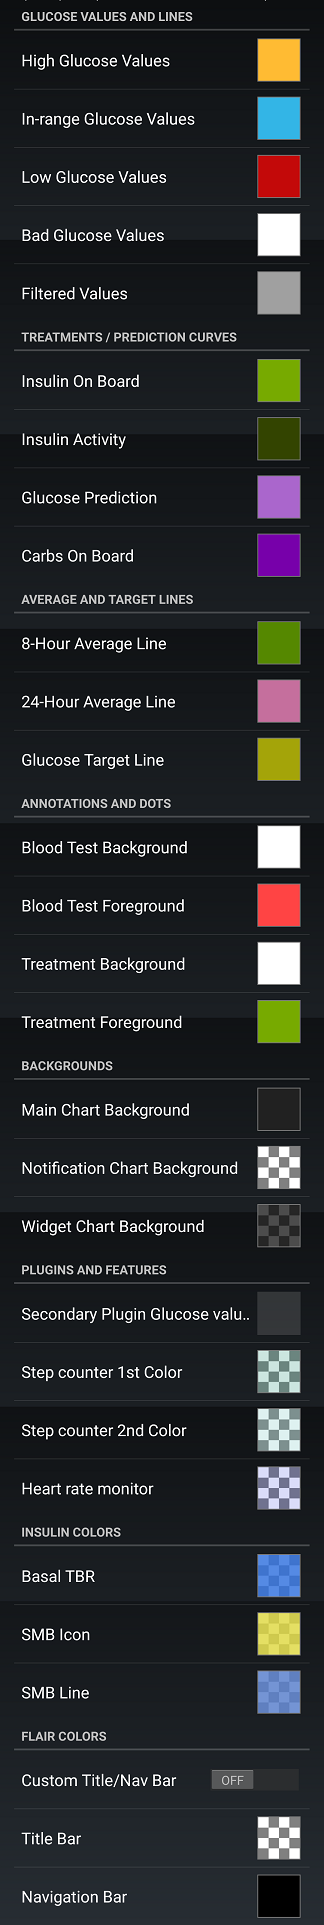 GLUCOSE VALUES AND LINES
High Glucose Values
In-range Glucose Values
Low Glucose Values
Bad Glucose Values
Filtered Values
TREATMENTS / PREDICTION CURVES
Insulin On Board
Insulin Activity
Glucose Prediction
Carbs On Board
AVERAGE AND TARGET LINES
8-Hour Average Line
24-Hour Average Line
Glucose Target Line
ANNOTATIONS AND DOTS
Blood Test Background
Blood Test Foreground
Treatment Background
Treatment Foreground
BACKGROUNDS
Main Chart Background
Notification Chart Background
Widget Chart Background
PLUGINS AND FEATURES
Secondary Plugin Glucose valu..
Step counter 1st Color
Step counter 2nd Color
Heart rate monitor
INSULIN COLORS
Basal TBR
SMB Icon
SMB Line
FLAIR COLORS
Custom Title/Nav Bar OFF
Title Bar
Navigation Bar